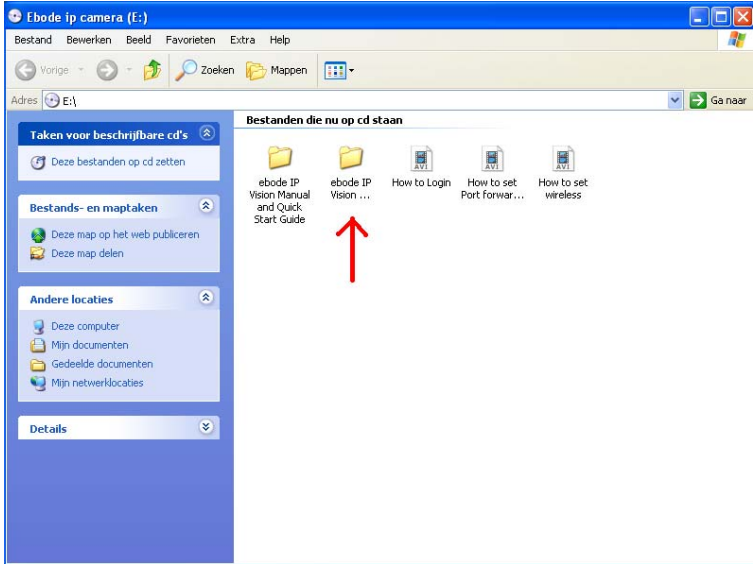 Ebode ip camera (E:)
Bestand Bewerken Beeld Favorieten Extra Help
Vorige Zoeken Mappen
Adres E:\ Ga naar
Taken voor beschrijfbare cd's
Deze bestanden op cd zetten
Bestands- en maptaken
Deze map op het web publiceren
Deze map delen
Andere locaties
Deze computer
Mijn documenten
Gedeelde documenten
Mijn netwerklocaties
Details
Bestanden die nu op cd staan
ebode IP
Vision Manual
and Quick
Start Guide
ebode IP
Vision ...
AVI
How to Login
AVI
How to set
Port forwar...
AVI
How to set
wireless